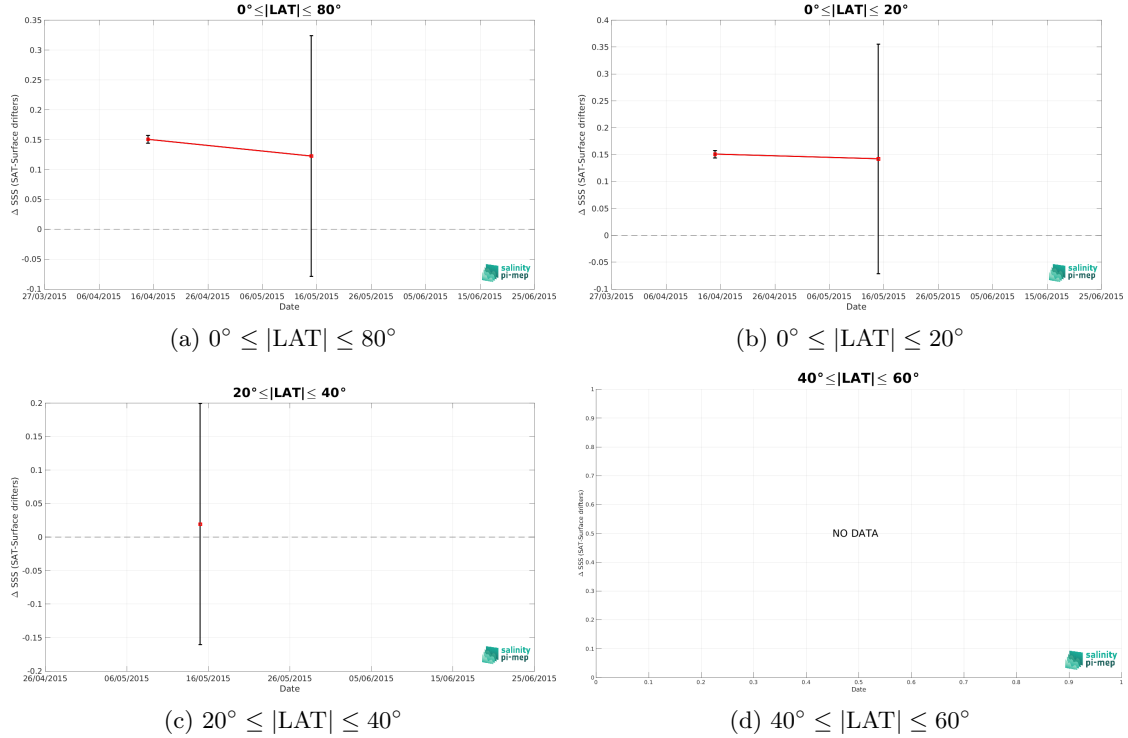 0°≤|LAT|≤ 80°
0.35
0.3
0.25
0.2
0.15
0.1
0.05
0
-0.05
-0.1
Δ SSS (SAT-Surface drifters)
27/03/2015 06/04/2015 16/04/2015 26/04/2015 06/05/2015 16/05/2015 26/05/2015 05/06/2015 15/06/2015 25/06/2015
Date
salinity
pi-mep
(a) 0° ≤ |LAT| ≤ 80°
0°≤|LAT|≤ 20°
0.4
0.35
0.3
0.25
0.2
0.15
0.1
0.05
0
-0.05
-0.1
Δ SSS (SAT-Surface drifters)
27/03/2015 06/04/2015 16/04/2015 26/04/2015 06/05/2015 16/05/2015 26/05/2015 05/06/2015 15/06/2015 25/06/2015
Date
salinity
pi-mep
(b) 0° ≤ |LAT| ≤ 20°
20°≤|LAT|≤ 40°
0.2
0.15
0.1
0.05
0
-0.05
-0.1
-0.15
-0.2
Δ SSS (SAT-Surface drifters)
26/04/2015 06/05/2015 16/05/2015 26/05/2015 05/06/2015 15/06/2015 25/06/2015
Date
salinity
pi-mep
(c) 20° ≤ |LAT| ≤ 40°
40°≤|LAT|≤ 60°
1
0.9
0.8
0.7
0.6
0.5
0.4
0.3
0.2
0.1
0
Δ SSS (SAT-Surface drifters)
NO DATA
0 0.1 0.2 0.3 0.4 0.5 0.6 0.7 0.8 0.9 1
Date
salinity
pi-mep
(d) 40° ≤ |LAT| ≤ 60°